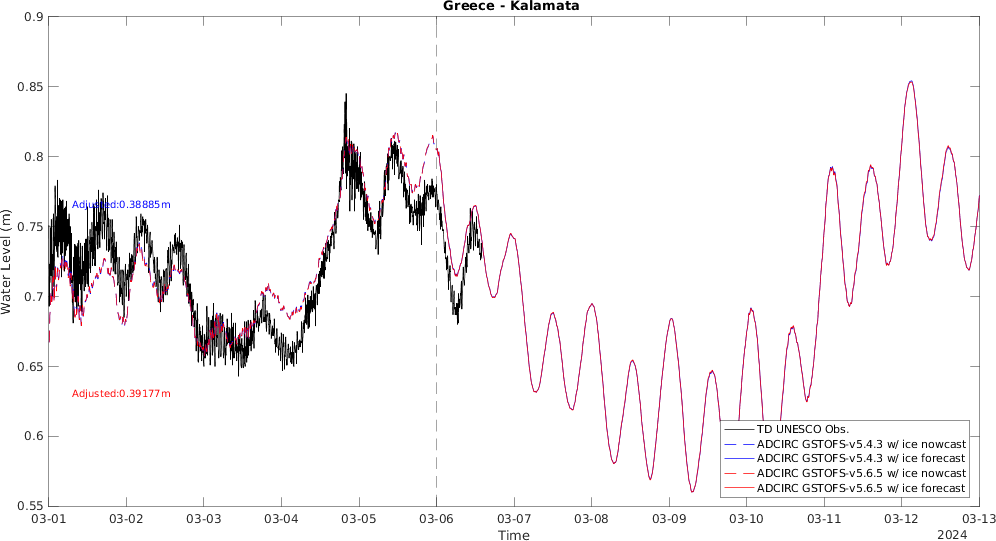 Greece - Kalamata
0.9
0.85
0.8
0.75
0.7
0.65
0.6
0.55
Water Level (m)
Adjusted:0.38885m
Adjusted:0.39177m
TD UNESCO Obs.
ADCIRC GSTOFS-v5.4.3 w/ ice nowcast
ADCIRC GSTOFS-v5.4.3 w/ ice forecast
ADCIRC GSTOFS-v5.6.5 w/ ice nowcast
ADCIRC GSTOFS-v5.6.5 w/ ice forecast
03-01 03-02 03-03 03-04 03-05 03-06 03-07 03-08 03-09 03-10 03-11 03-12 03-13
Time
2024